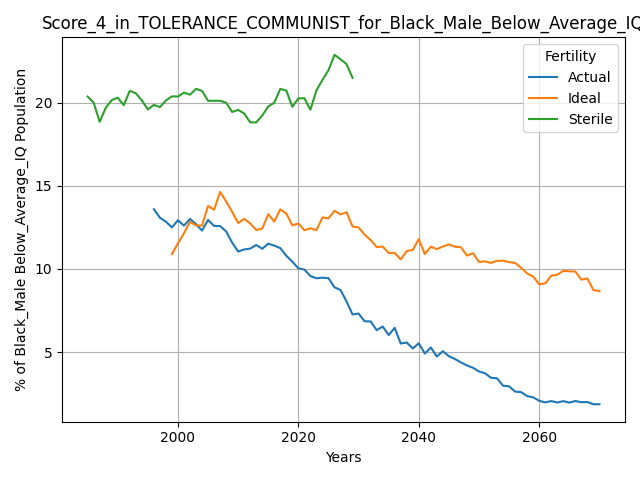 Score_4_in_TOLERANCE_COMMUNIST_for_Black_Male_Below_Average_IQ
Fertility
Actual
Ideal
Sterile
% of Black_Male Below_Average_IQ Population
20
15
10
5
2000
2020
2040
2060
Years